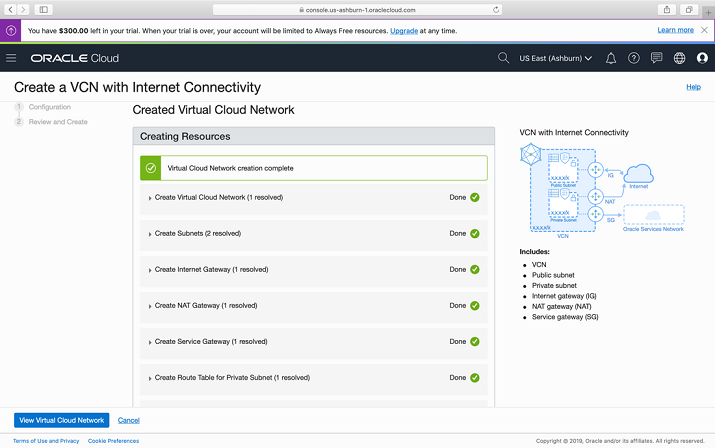 console.us-ashburn-1.oraclecloud.com
You have $300.00 left in your trial. When your trial is over, your account will be limited to Always Free resources. Upgrade at any time.
Learn more
ORACLE Cloud
US East (Ashburn)
Create a VCN with Internet Connectivity
Help
1 Configuration
2 Review and Create
Created Virtual Cloud Network
Creating Resources
Virtual Cloud Network creation complete
Create Virtual Cloud Network (1 resolved) Done
Create Subnets (2 resolved) Done
Create Internet Gateway (1 resolved) Done
Create NAT Gateway (1 resolved) Done
Create Service Gateway (1 resolved) Done
Create Route Table for Private Subnet (1 resolved) Done
VCN with Internet Connectivity
XXXX/X
Public Subnet
IG
Internet
NAT
XXXX/X
Private Subnet
SG
XXXX/X
Oracle Services Network
VCN
Includes:
• VCN
• Public subnet
• Private subnet
• Internet gateway (IG)
• NAT gateway (NAT)
• Service gateway (SG)
View Virtual Cloud Network
Cancel
Terms of Use and Privacy
Cookie Preferences
Copyright © 2019, Oracle and/or its affiliates. All rights reserved.